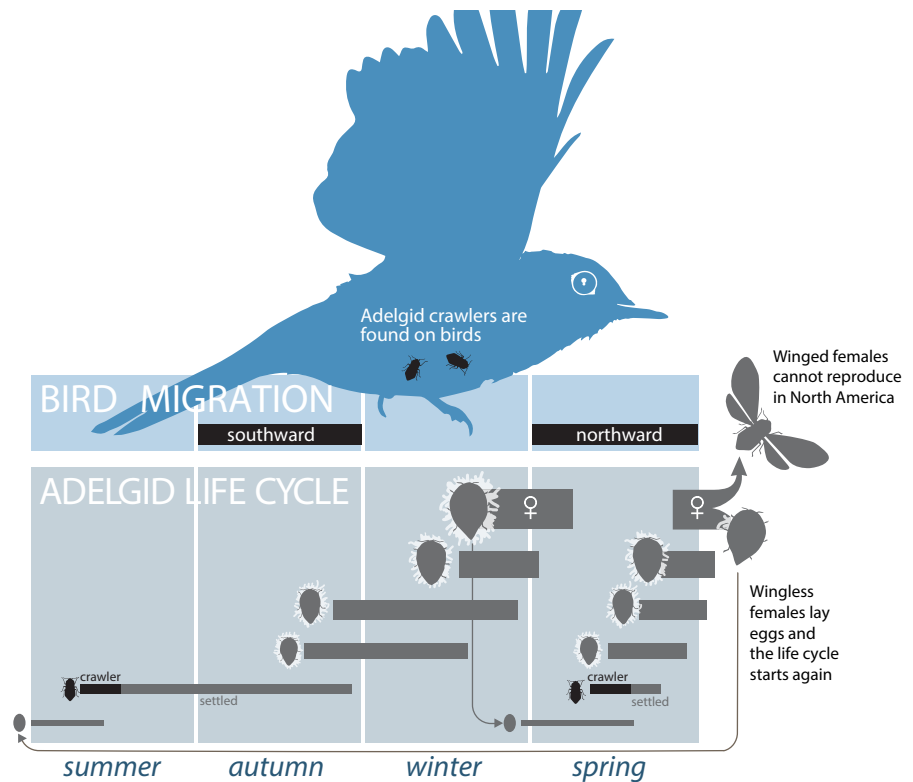 Adelgid crawlers are
found on birds
Winged females
cannot reproduce
in North America
BIRD MIGRATION
southward
northward
ADELGID LIFE CYCLE
♀
♀
Wingless
females lay
eggs and
the life cycle
starts again
crawler
settled
crawler
settled
summer
autumn
winter
spring